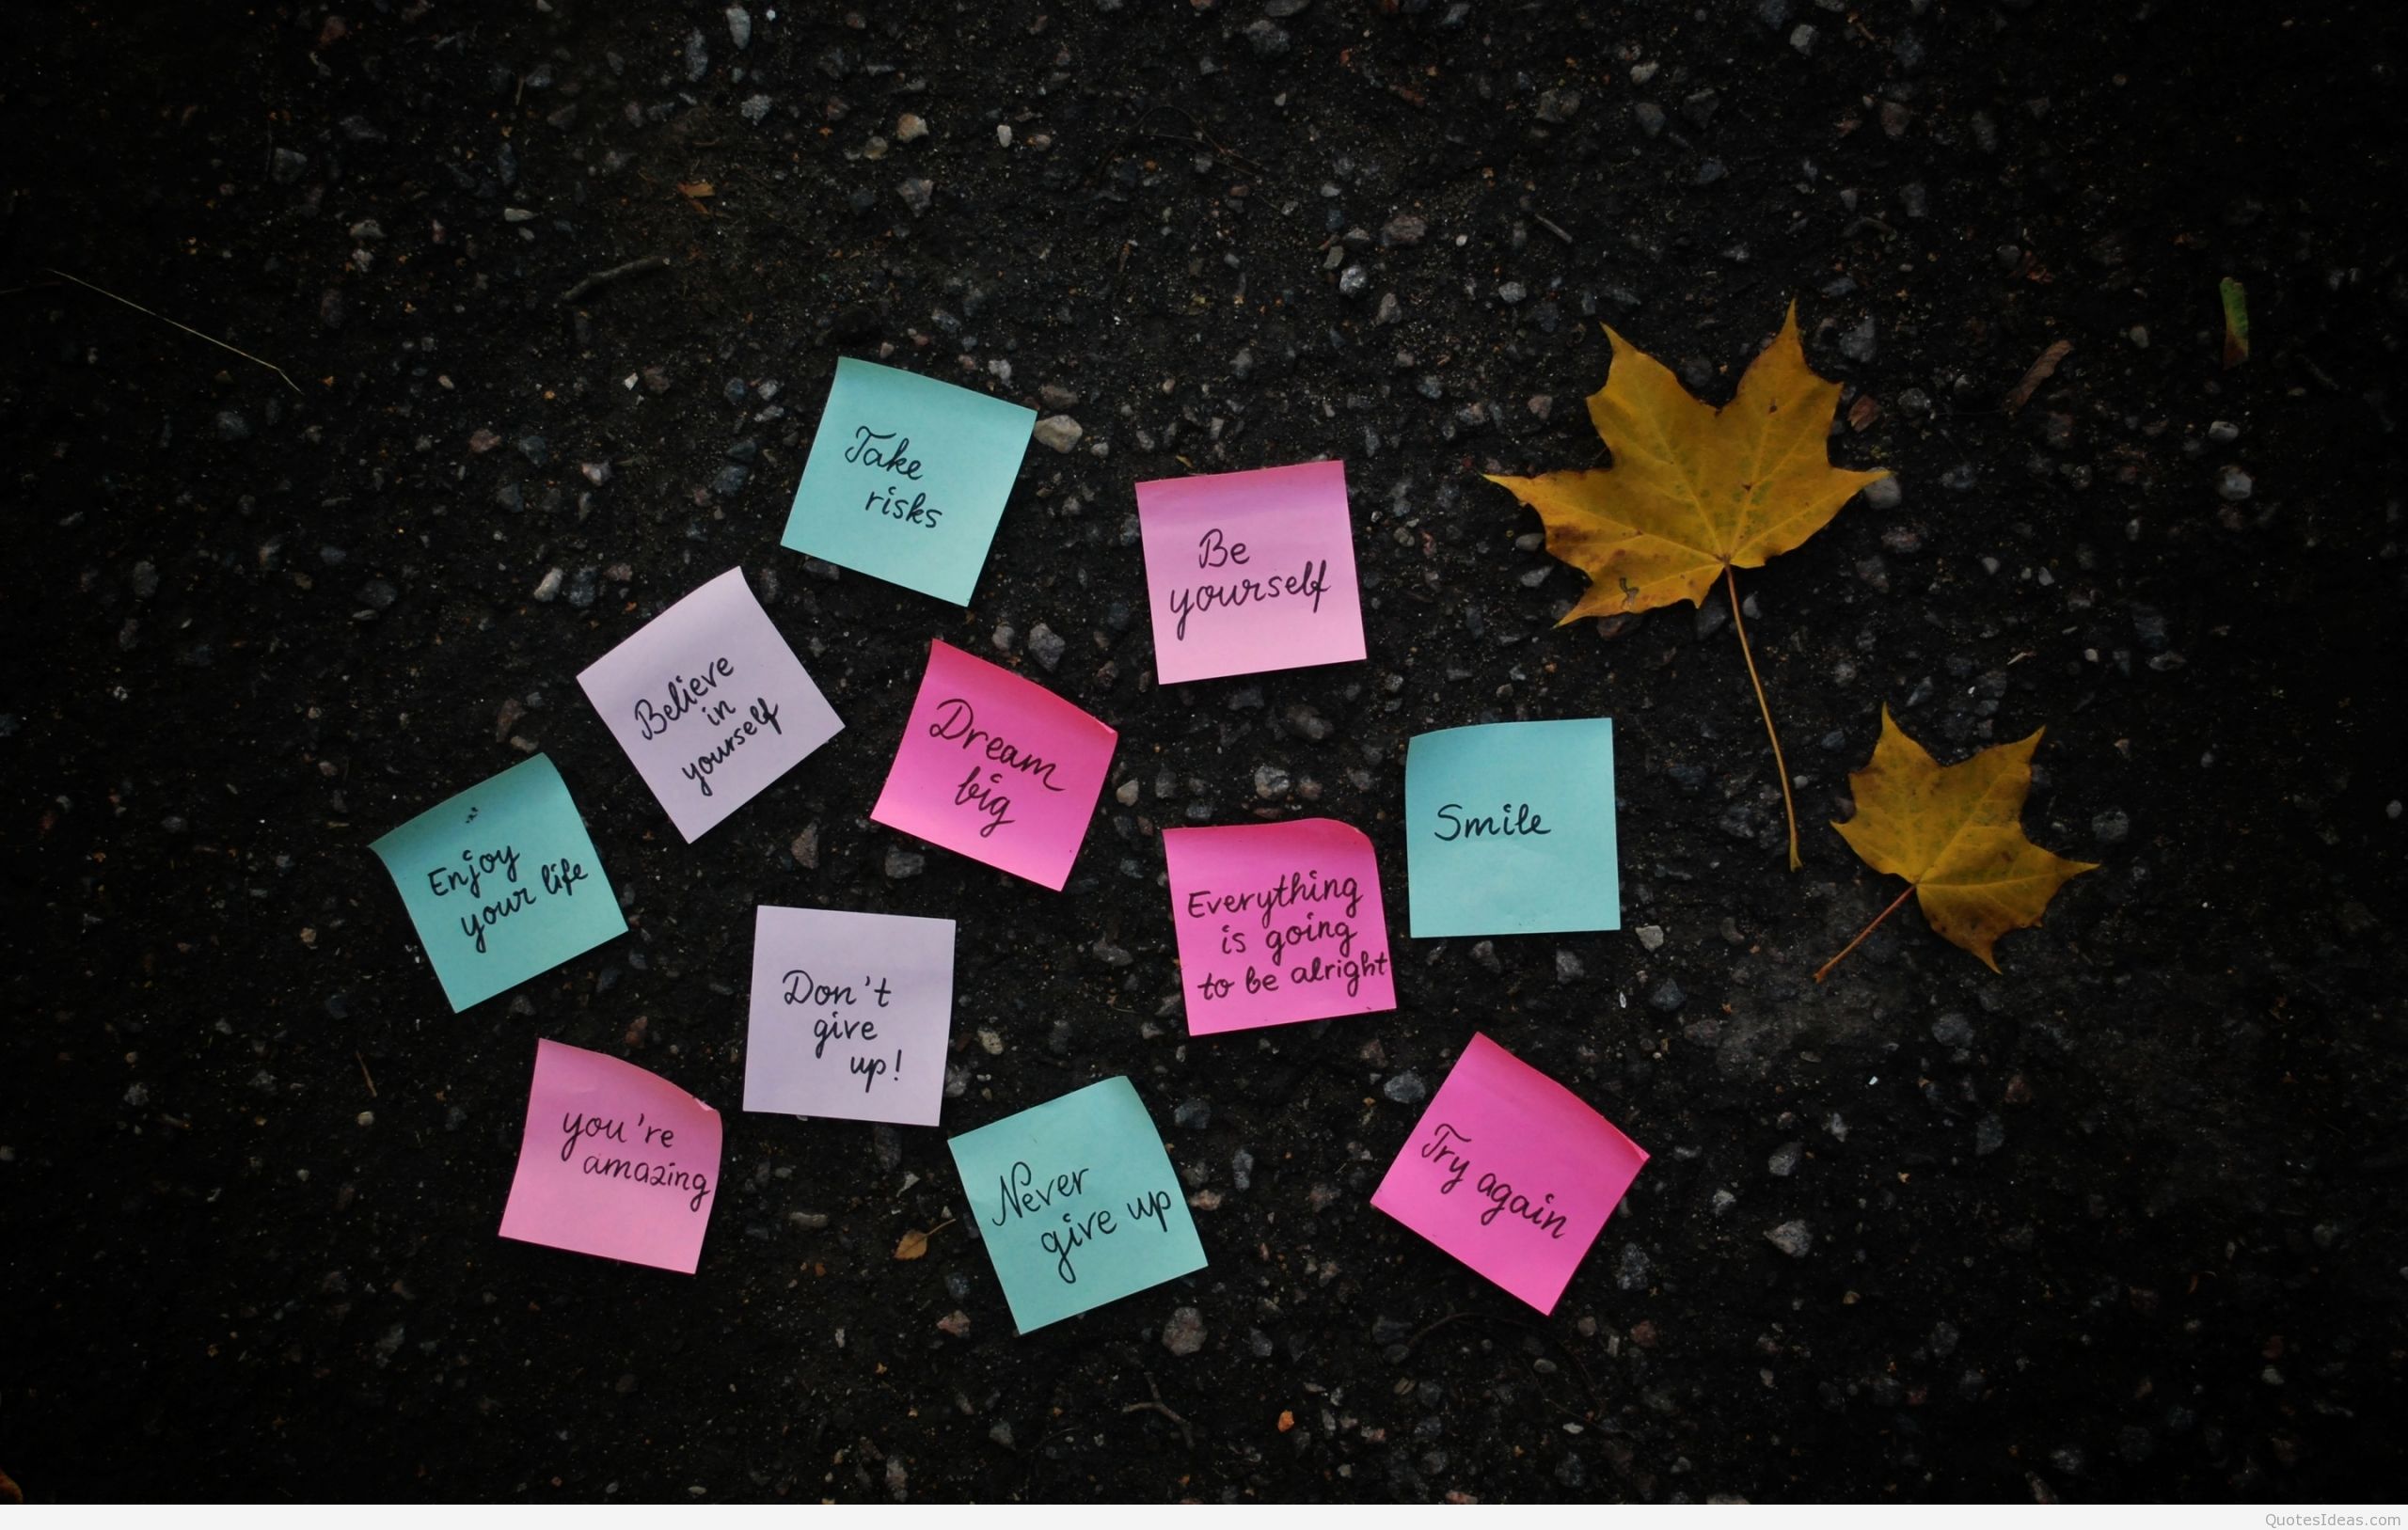 Take
risks
Be
yourself
Believe
in
yourself
Dream
big
Smile
Enjoy
your life
Everything
is going
to be alright
Don't
give
up!
you're
amazing
Never
give up
Try again
QuotesIdeas.com